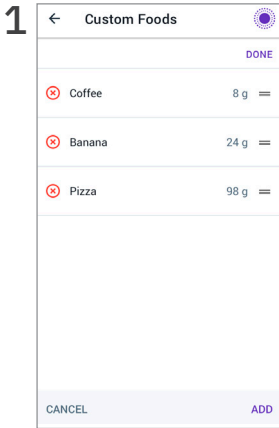 1
Custom Foods
DONE
Coffee 8 g
Banana 24 g
Pizza 98 g
CANCEL ADD